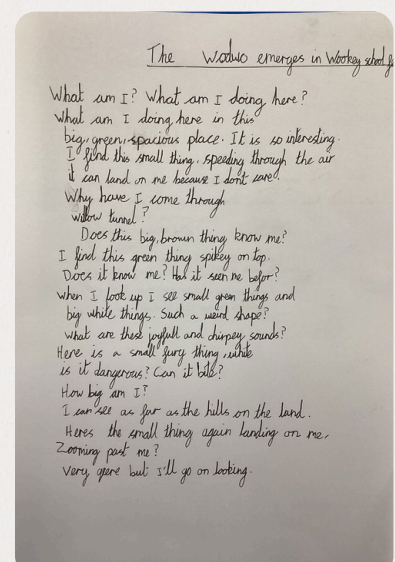 The Wodwo emerges in Wookey school
What am I? What am I doing here?
What am I doing here in this
big, green, spacious place. It is so interesting.
I find this small thing, speeding through the air
it can land on me because I dont care.
Why have I come through
willow tunnel?
Does this big, brown thing know me?
I find this green thing spikey on top.
Does it know me? Has it seen me befor?
when I look up I see small green things and
big white things. Such a weird shape?
what are these joyfull and chirpey sounds?
Here is a small fury thing, white
is it dangerous? Can it bite?
How big am I?
I can see as far as the hills on the land.
Heres the small thing again landing on me,
Zooming past me?
Very qeere but I'll go on looking.